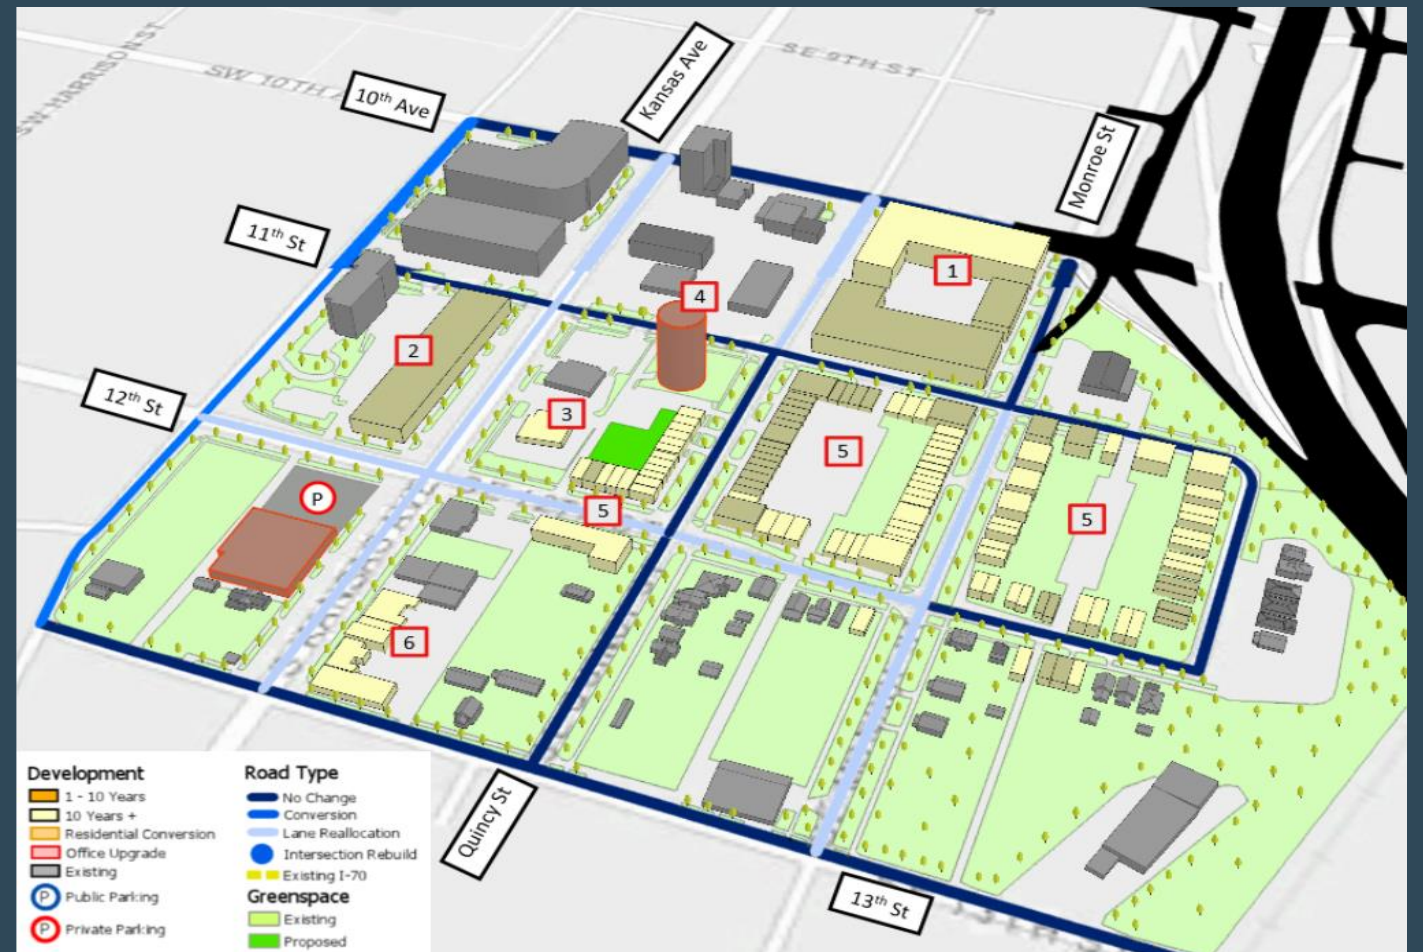 SW HARRISON ST
SW 10TH A
10th Ave
Kansas Ave
SE 9TH ST
S
Monroe St
11th St
1
4
2
12th St
3
5
P
5
5
6
Quincy St
13th St
Development
1 - 10 Years
10 Years +
Residential Conversion
Office Upgrade
Existing
P Public Parking
P Private Parking
Road Type
No Change
Conversion
Lane Reallocation
Intersection Rebuild
Existing I-70
Greenspace
Existing
Proposed